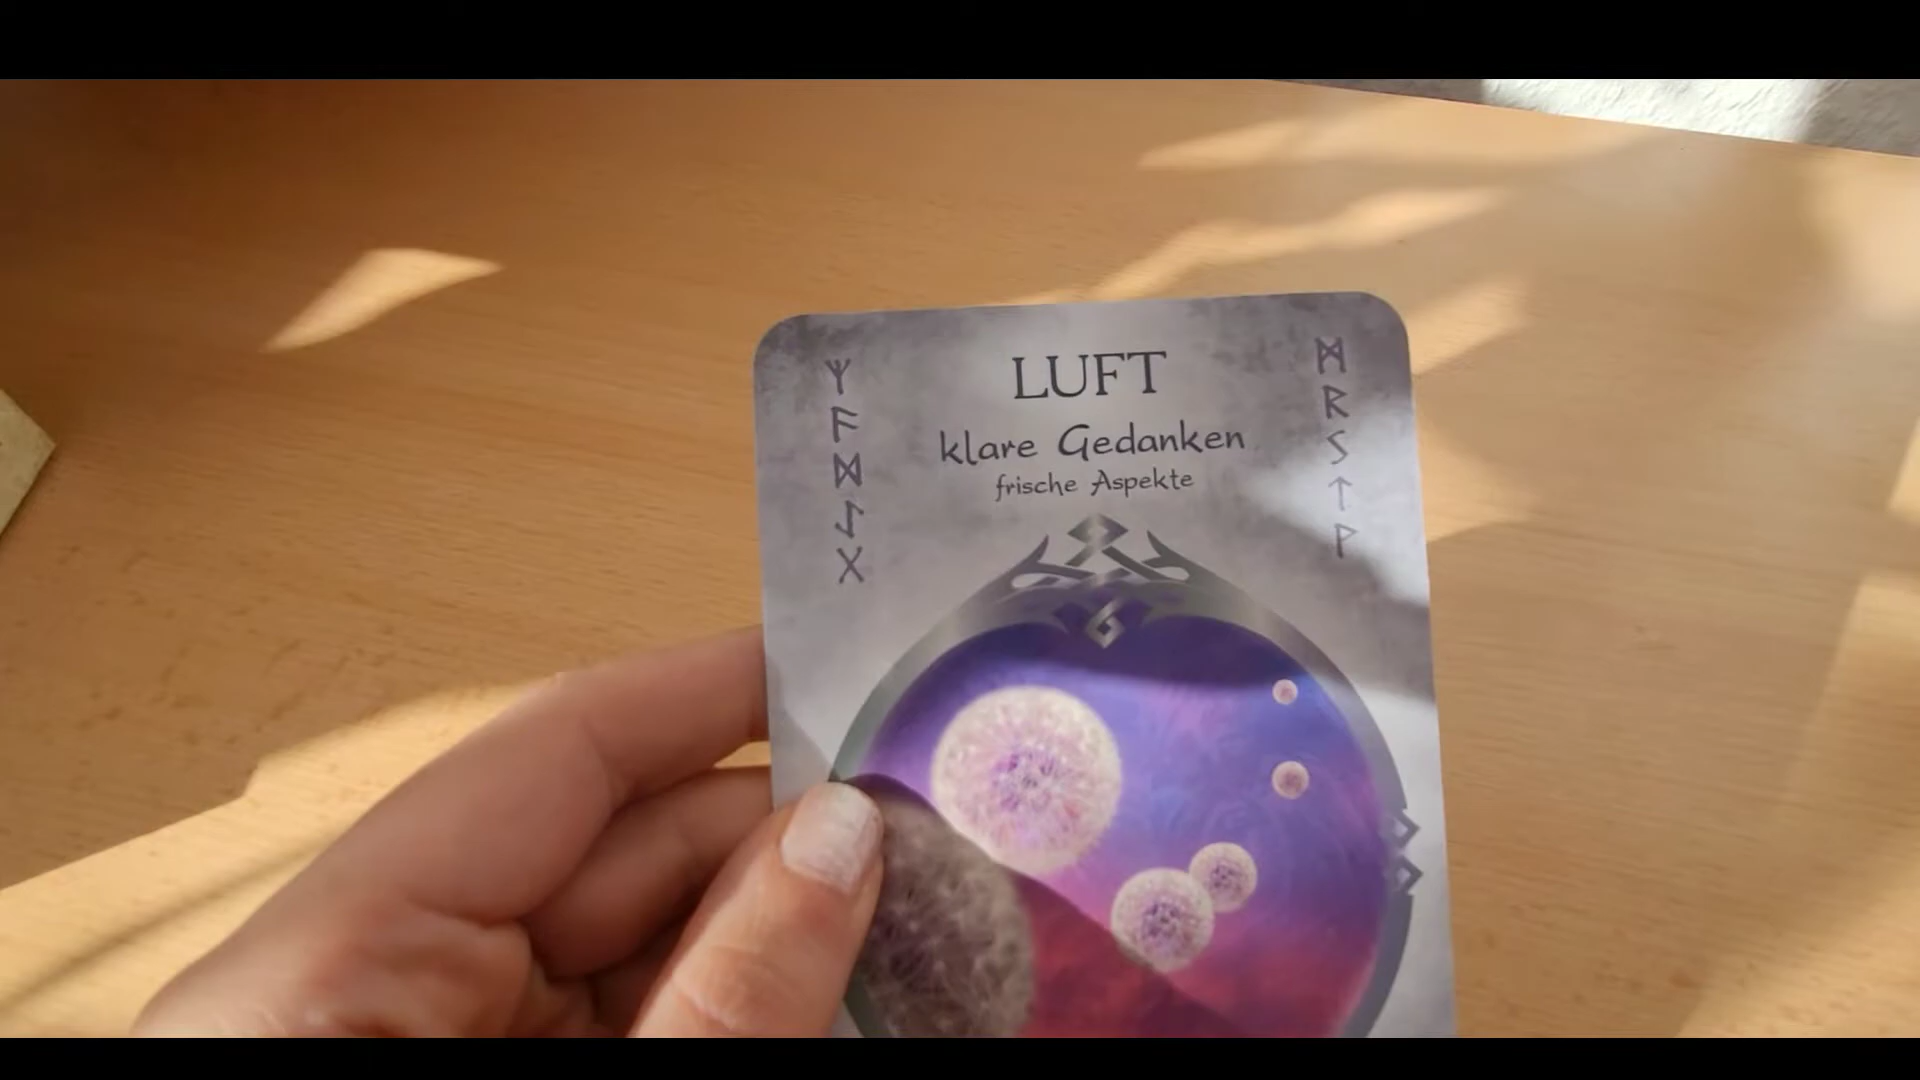 LUFT
klare Gedanken
frische Aspekte
ᛉ
ᚨ
ᛞ
ᛇ
ᚷ
ᛗ
ᚱ
ᛊ
ᛏ
ᚹ